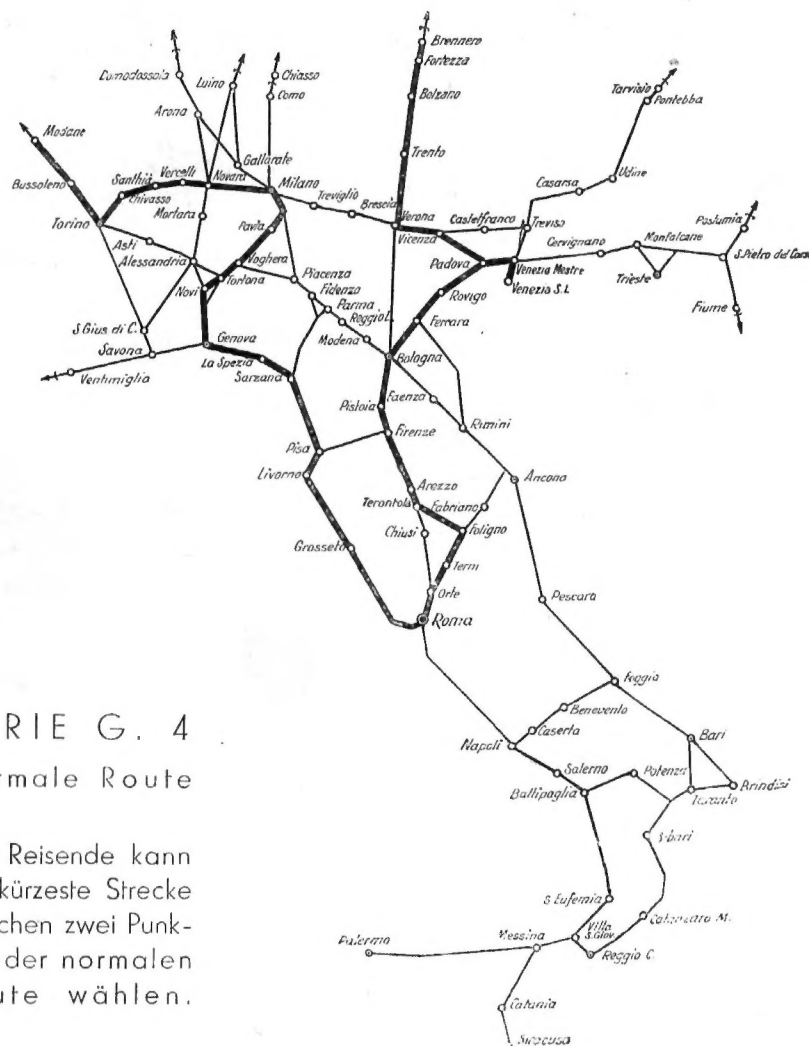 Brennero
Fortezza
Domodossola
Luino
Chiasso
Como
Bolzano
Tarvisio
Pontebba
Modane
Arona
Gallarate
Trento
Udine
Bussoleno
Santhià
Vercelli
Novara
Milano
Casarsa
Chivasso
Treviglio
Brescia
Torino
Mortara
Pavia
Verona
Castelfranco
Treviso
Postumia
Vicenza
Asti
Cervignano
Monfalcone
Alessandria
Voghera
Padova
Venezia Mestre
S. Pietro del Carso
Novi
Tortona
Piacenza
Fidenza
Rovigo
Venezia S.L.
Trieste
Parma
Reggio E.
Ferrara
Fiume
S. Gius di C.
Genova
Modena
Savona
La Spezia
Bologna
Ventimiglia
Sarzana
Pistoia
Faenza
Rimini
Firenze
Pisa
Livorno
Ancona
Arezzo
Terontola
Fabriano
Chiusi
Foligno
Grosseto
Terni
Orte
Pescara
Roma
Foggia
Benevento
Caserta
Bari
Napoli
Salerno
Potenza
Battipaglia
Taranto
Brindisi
Sibari
S. Eufemia
Catanzaro M.
Palermo
Messina
Villa
S. Giov.
Reggio C.
Catania
Siracusa
RIE G. 4
rmale Route
Reisende kann
kürzeste Strecke
chen zwei Punk-
der normalen
ute wählen.